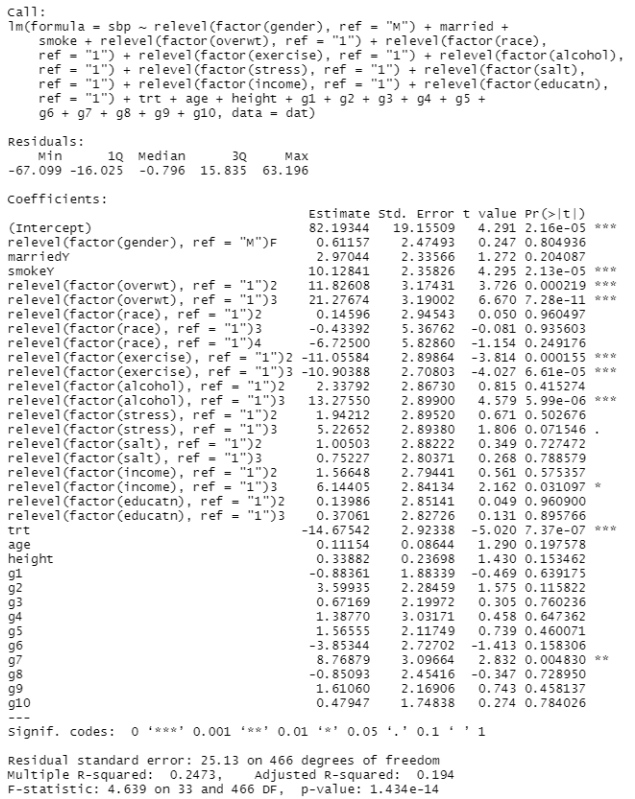 Call:
lm(formula = sbp ~ relevel(factor(gender), ref = "M") + married +
    smoke + relevel(factor(overwt), ref = "1") + relevel(factor(race),
    ref = "1") + relevel(factor(exercise), ref = "1") + relevel(factor(alcohol),
    ref = "1") + relevel(factor(stress), ref = "1") + relevel(factor(salt),
    ref = "1") + relevel(factor(income), ref = "1") + relevel(factor(educatn),
    ref = "1") + trt + age + height + g1 + g2 + g3 + g4 + g5 +
    g6 + g7 + g8 + g9 + g10, data = dat)

Residuals:
    Min      1Q  Median      3Q     Max
-67.099 -16.025  -0.796  15.835  63.196

Coefficients:
                                       Estimate Std. Error t value Pr(>|t|)
(Intercept)                            82.19344   19.15509   4.291 2.16e-05 ***
relevel(factor(gender), ref = "M")F     0.61157    2.47493   0.247 0.804936
marriedY                                2.97044    2.33566   1.272 0.204087
smokeY                                 10.12841    2.35826   4.295 2.13e-05 ***
relevel(factor(overwt), ref = "1")2    11.82608    3.17431   3.726 0.000219 ***
relevel(factor(overwt), ref = "1")3    21.27674    3.19002   6.670 7.28e-11 ***
relevel(factor(race), ref = "1")2       0.14596    2.94543   0.050 0.960497
relevel(factor(race), ref = "1")3      -0.43392    5.36762  -0.081 0.935603
relevel(factor(race), ref = "1")4      -6.72500    5.82860  -1.154 0.249176
relevel(factor(exercise), ref = "1")2 -11.05584    2.89864  -3.814 0.000155 ***
relevel(factor(exercise), ref = "1")3 -10.90388    2.70803  -4.027 6.61e-05 ***
relevel(factor(alcohol), ref = "1")2    2.33792    2.86730   0.815 0.415274
relevel(factor(alcohol), ref = "1")3   13.27550    2.89900   4.579 5.99e-06 ***
relevel(factor(stress), ref = "1")2     1.94212    2.89520   0.671 0.502676
relevel(factor(stress), ref = "1")3     5.22652    2.89380   1.806 0.071546 .
relevel(factor(salt), ref = "1")2       1.00503    2.88222   0.349 0.727472
relevel(factor(salt), ref = "1")3       0.75227    2.80371   0.268 0.788579
relevel(factor(income), ref = "1")2     1.56648    2.79441   0.561 0.575357
relevel(factor(income), ref = "1")3     6.14405    2.84134   2.162 0.031097 *
relevel(factor(educatn), ref = "1")2    0.13986    2.85141   0.049 0.960900
relevel(factor(educatn), ref = "1")3    0.37061    2.82726   0.131 0.895766
trt                                   -14.67542    2.92338  -5.020 7.37e-07 ***
age                                     0.11154    0.08644   1.290 0.197578
height                                  0.33882    0.23698   1.430 0.153462
g1                                     -0.88361    1.88339  -0.469 0.639175
g2                                      3.59935    2.28459   1.575 0.115822
g3                                      0.67169    2.19972   0.305 0.760236
g4                                      1.38770    3.03171   0.458 0.647362
g5                                      1.56555    2.11749   0.739 0.460071
g6                                     -3.85344    2.72702  -1.413 0.158306
g7                                      8.76879    3.09664   2.832 0.004830 **
g8                                     -0.85093    2.45416  -0.347 0.728950
g9                                      1.61060    2.16906   0.743 0.458137
g10                                     0.47947    1.74838   0.274 0.784026
---
Signif. codes:  0 ‘***’ 0.001 ‘**’ 0.01 ‘*’ 0.05 ‘.’ 0.1 ‘ ’ 1

Residual standard error: 25.13 on 466 degrees of freedom
Multiple R-squared:  0.2473,    Adjusted R-squared:  0.194
F-statistic: 4.639 on 33 and 466 DF,  p-value: 1.434e-14